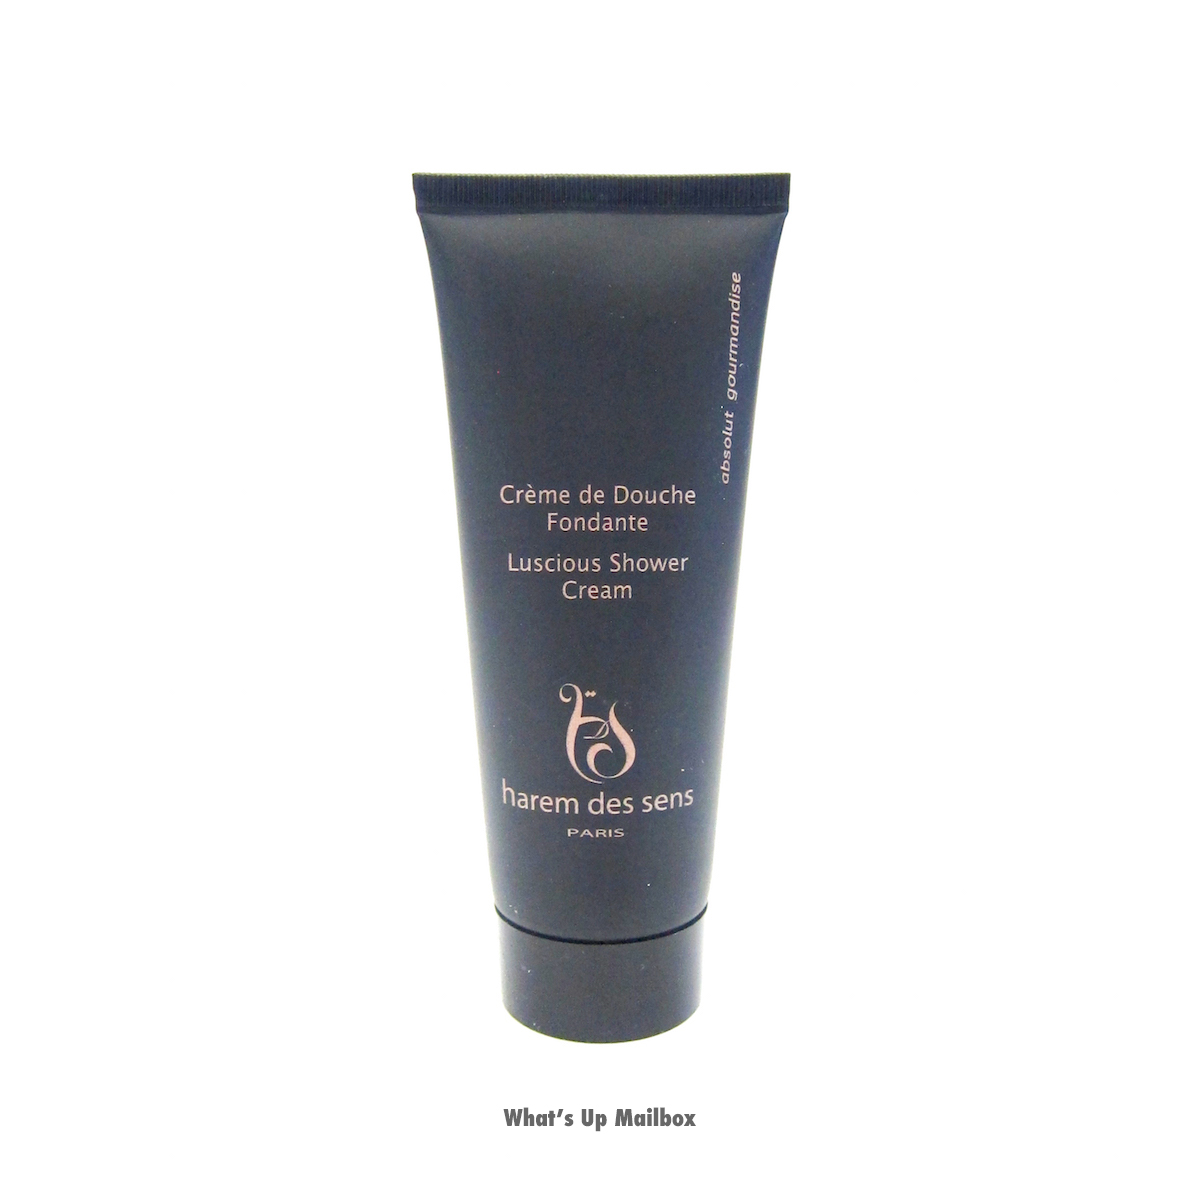 absolut gourmandise
Crème de Douche
Fondante
Luscious Shower
Cream
harem des sens
PARIS
What's Up Mailbox